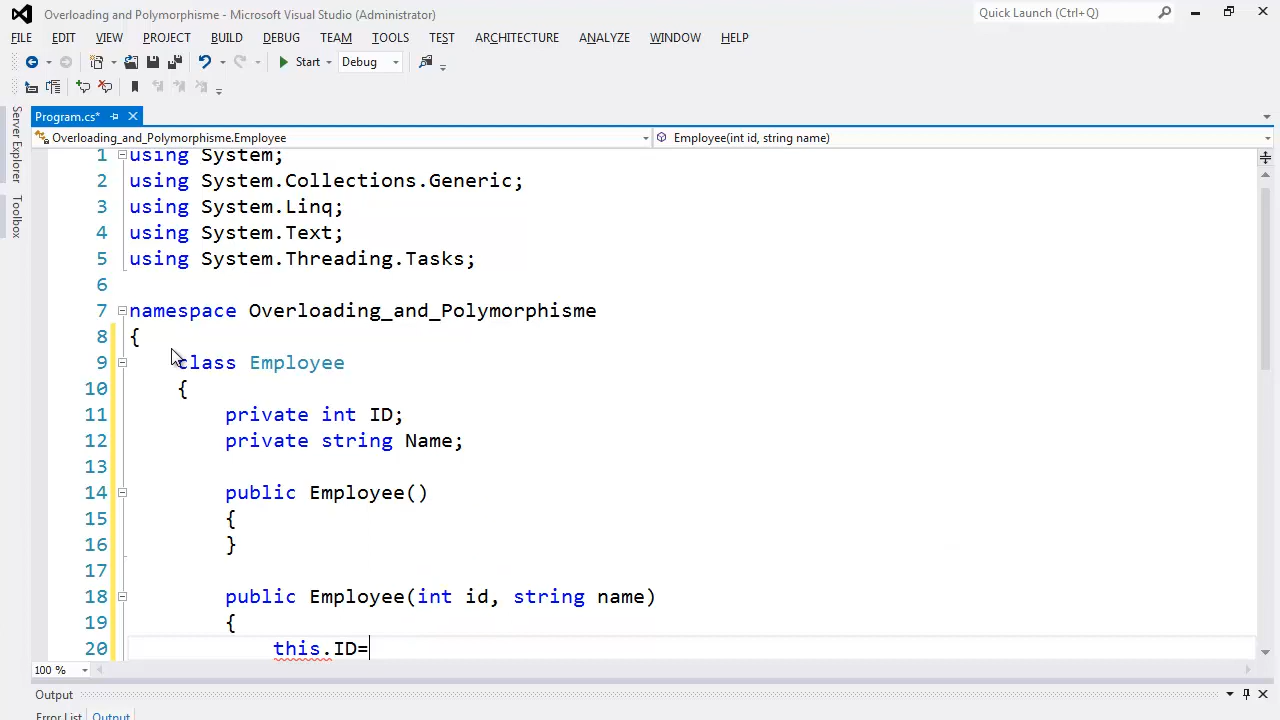 Overloading and Polymorphisme - Microsoft Visual Studio (Administrator)
Quick Launch (Ctrl+Q)
FILE EDIT VIEW PROJECT BUILD DEBUG TEAM TOOLS TEST ARCHITECTURE ANALYZE WINDOW HELP
Start Debug
Server Explorer
Toolbox
Program.cs*
Overloading_and_Polymorphisme.Employee
Employee(int id, string name)
1 using System;
2 using System.Collections.Generic;
3 using System.Linq;
4 using System.Text;
5 using System.Threading.Tasks;
6
7 namespace Overloading_and_Polymorphisme
8 {
9 class Employee
10 {
11 private int ID;
12 private string Name;
13
14 public Employee()
15 {
16 }
17
18 public Employee(int id, string name)
19 {
20 this.ID=
100 %
Output
Error List Output